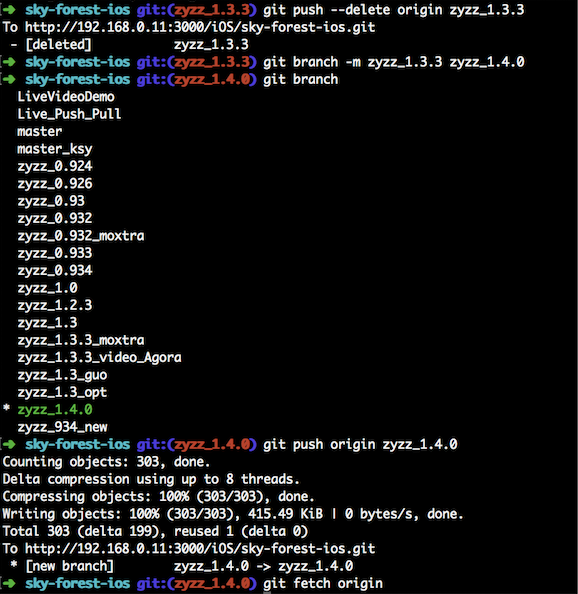 [➜  sky-forest-ios git:(zyzz_1.3.3) git push --delete origin zyzz_1.3.3
To http://192.168.0.11:3000/iOS/sky-forest-ios.git
 - [deleted]         zyzz_1.3.3
[➜  sky-forest-ios git:(zyzz_1.3.3) git branch -m zyzz_1.3.3 zyzz_1.4.0
[➜  sky-forest-ios git:(zyzz_1.4.0) git branch
  LiveVideoDemo
  Live_Push_Pull
  master
  master_ksy
  zyzz_0.924
  zyzz_0.926
  zyzz_0.93
  zyzz_0.932
  zyzz_0.932_moxtra
  zyzz_0.933
  zyzz_0.934
  zyzz_1.0
  zyzz_1.2.3
  zyzz_1.3
  zyzz_1.3.3_moxtra
  zyzz_1.3.3_video_Agora
  zyzz_1.3_guo
  zyzz_1.3_opt
* zyzz_1.4.0
  zyzz_934_new
[➜  sky-forest-ios git:(zyzz_1.4.0) git push origin zyzz_1.4.0
Counting objects: 303, done.
Delta compression using up to 8 threads.
Compressing objects: 100% (303/303), done.
Writing objects: 100% (303/303), 415.49 KiB | 0 bytes/s, done.
Total 303 (delta 199), reused 1 (delta 0)
To http://192.168.0.11:3000/iOS/sky-forest-ios.git
 * [new branch]      zyzz_1.4.0 -> zyzz_1.4.0
[➜  sky-forest-ios git:(zyzz_1.4.0) git fetch origin